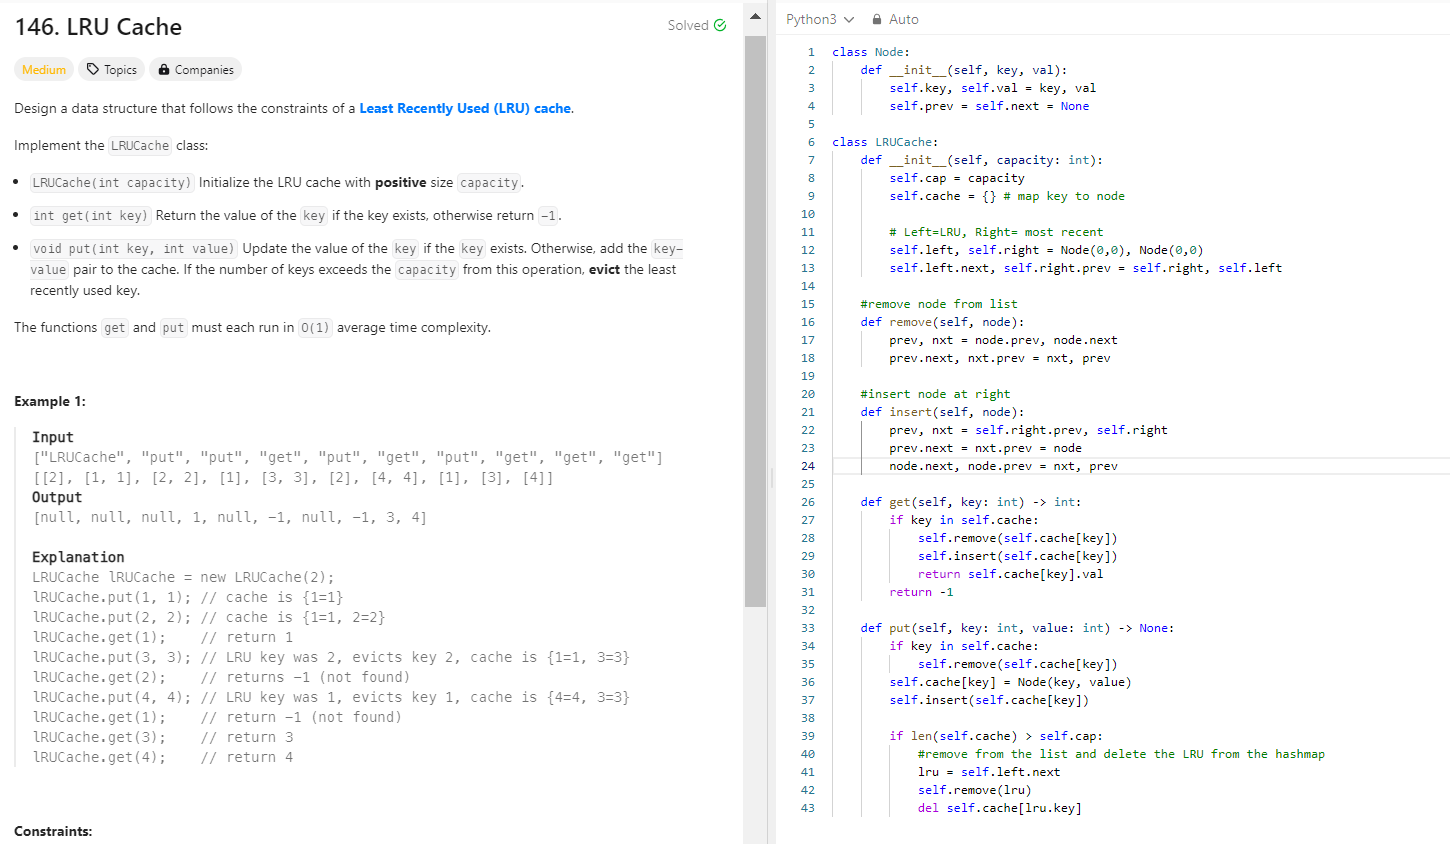 146. LRU Cache
Solved
Medium
Topics
Companies
Design a data structure that follows the constraints of a Least Recently Used (LRU) cache.
Implement the LRUCache class:
• LRUCache(int capacity) Initialize the LRU cache with positive size capacity.
• int get(int key) Return the value of the key if the key exists, otherwise return -1.
• void put(int key, int value) Update the value of the key if the key exists. Otherwise, add the key-
value pair to the cache. If the number of keys exceeds the capacity from this operation, evict the least
recently used key.
The functions get and put must each run in O(1) average time complexity.
Example 1:
Input
["LRUCache", "put", "put", "get", "put", "get", "put", "get", "get", "get"]
[[2], [1, 1], [2, 2], [1], [3, 3], [2], [4, 4], [1], [3], [4]]
Output
[null, null, null, 1, null, -1, null, -1, 3, 4]
Explanation
LRUCache lRUCache = new LRUCache(2);
lRUCache.put(1, 1); // cache is {1=1}
lRUCache.put(2, 2); // cache is {1=1, 2=2}
lRUCache.get(1);    // return 1
lRUCache.put(3, 3); // LRU key was 2, evicts key 2, cache is {1=1, 3=3}
lRUCache.get(2);    // returns -1 (not found)
lRUCache.put(4, 4); // LRU key was 1, evicts key 1, cache is {4=4, 3=3}
lRUCache.get(1);    // return -1 (not found)
lRUCache.get(3);    // return 3
lRUCache.get(4);    // return 4
Constraints:
Python3
Auto
1 class Node:
2     def __init__(self, key, val):
3         self.key, self.val = key, val
4         self.prev = self.next = None
5
6 class LRUCache:
7     def __init__(self, capacity: int):
8         self.cap = capacity
9         self.cache = {} # map key to node
10
11         # Left=LRU, Right= most recent
12         self.left, self.right = Node(0,0), Node(0,0)
13         self.left.next, self.right.prev = self.right, self.left
14
15     #remove node from list
16     def remove(self, node):
17         prev, nxt = node.prev, node.next
18         prev.next, nxt.prev = nxt, prev
19
20     #insert node at right
21     def insert(self, node):
22         prev, nxt = self.right.prev, self.right
23         prev.next = nxt.prev = node
24         node.next, node.prev = nxt, prev
25
26     def get(self, key: int) -> int:
27         if key in self.cache:
28             self.remove(self.cache[key])
29             self.insert(self.cache[key])
30             return self.cache[key].val
31         return -1
32
33     def put(self, key: int, value: int) -> None:
34         if key in self.cache:
35             self.remove(self.cache[key])
36         self.cache[key] = Node(key, value)
37         self.insert(self.cache[key])
38
39         if len(self.cache) > self.cap:
40             #remove from the list and delete the LRU from the hashmap
41             lru = self.left.next
42             self.remove(lru)
43             del self.cache[lru.key]